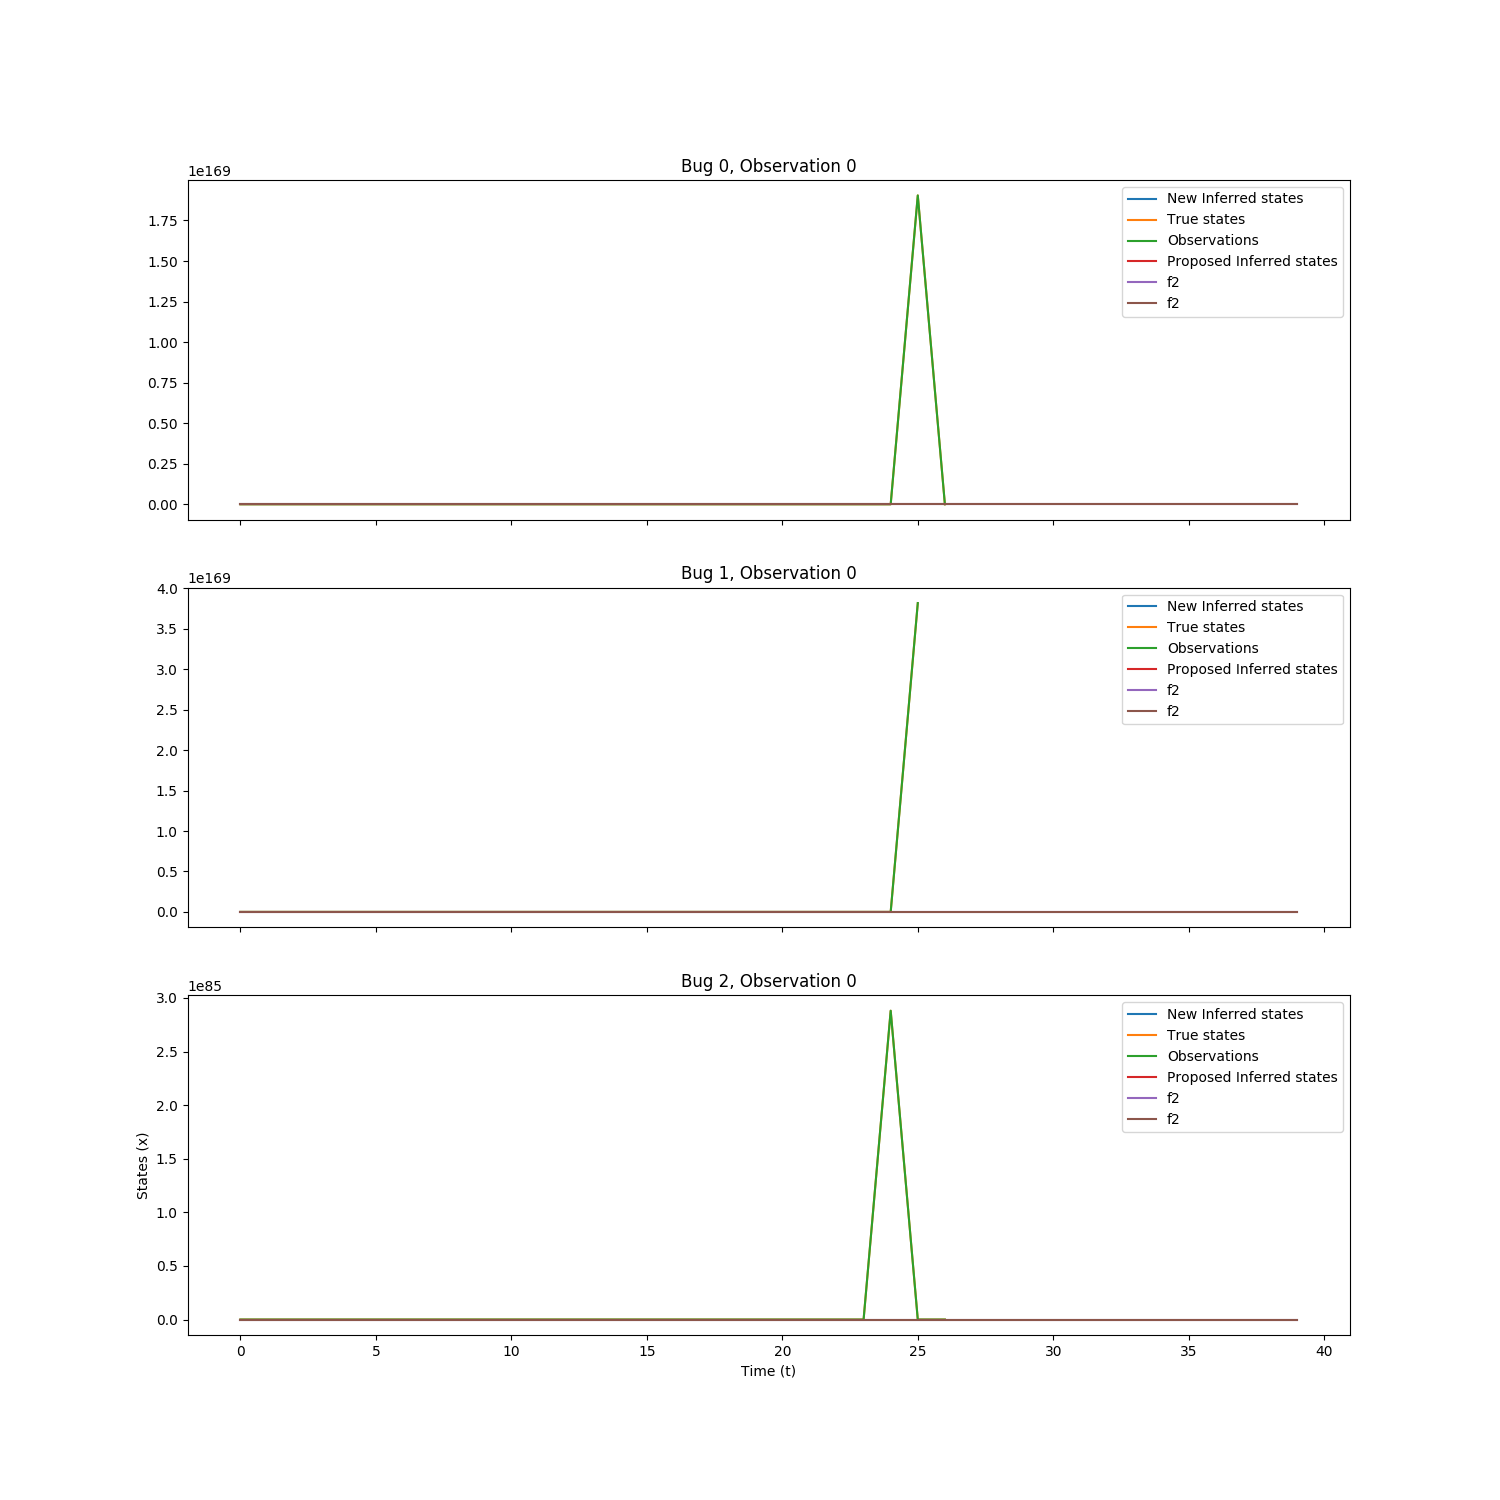 Bug 0, Observation 0
1e169
1.75
1.50
1.25
1.00
0.75
0.50
0.25
0.00
New Inferred states
True states
Observations
Proposed Inferred states
f2
f2
Bug 1, Observation 0
1e169
4.0
3.5
3.0
2.5
2.0
1.5
1.0
0.5
0.0
New Inferred states
True states
Observations
Proposed Inferred states
f2
f2
Bug 2, Observation 0
1e85
3.0
2.5
2.0
1.5
1.0
0.5
0.0
States (x)
New Inferred states
True states
Observations
Proposed Inferred states
f2
f2
0 5 10 15 20 25 30 35 40
Time (t)